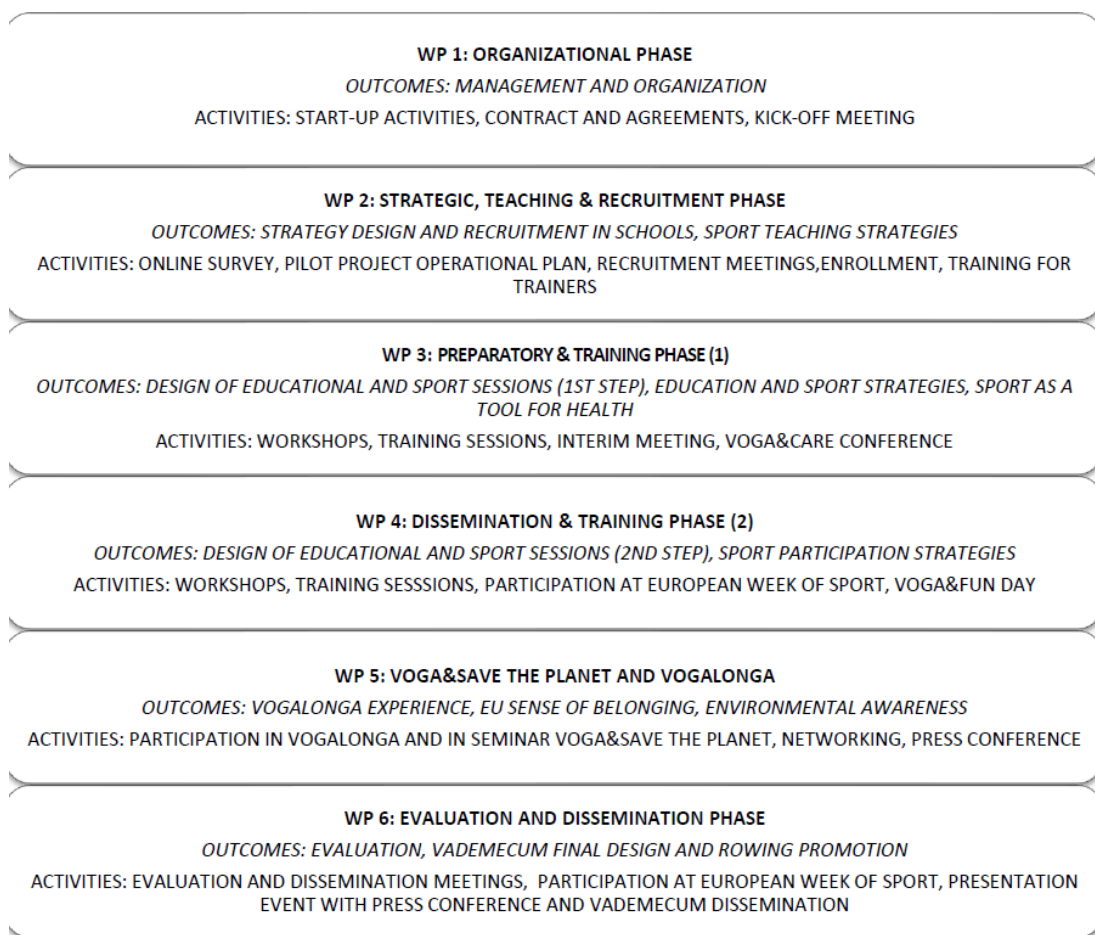 WP 1: ORGANIZATIONAL PHASE
OUTCOMES: MANAGEMENT AND ORGANIZATION
ACTIVITIES: START-UP ACTIVITIES, CONTRACT AND AGREEMENTS, KICK-OFF MEETING
WP 2: STRATEGIC, TEACHING & RECRUITMENT PHASE
OUTCOMES: STRATEGY DESIGN AND RECRUITMENT IN SCHOOLS, SPORT TEACHING STRATEGIES
ACTIVITIES: ONLINE SURVEY, PILOT PROJECT OPERATIONAL PLAN, RECRUITMENT MEETINGS,ENROLLMENT, TRAINING FOR
TRAINERS
WP 3: PREPARATORY & TRAINING PHASE (1)
OUTCOMES: DESIGN OF EDUCATIONAL AND SPORT SESSIONS (1ST STEP), EDUCATION AND SPORT STRATEGIES, SPORT AS A
TOOL FOR HEALTH
ACTIVITIES: WORKSHOPS, TRAINING SESSIONS, INTERIM MEETING, VOGA&CARE CONFERENCE
WP 4: DISSEMINATION & TRAINING PHASE (2)
OUTCOMES: DESIGN OF EDUCATIONAL AND SPORT SESSIONS (2ND STEP), SPORT PARTICIPATION STRATEGIES
ACTIVITIES: WORKSHOPS, TRAINING SESSSIONS, PARTICIPATION AT EUROPEAN WEEK OF SPORT, VOGA&FUN DAY
WP 5: VOGA&SAVE THE PLANET AND VOGALONGA
OUTCOMES: VOGALONGA EXPERIENCE, EU SENSE OF BELONGING, ENVIRONMENTAL AWARENESS
ACTIVITIES: PARTICIPATION IN VOGALONGA AND IN SEMINAR VOGA&SAVE THE PLANET, NETWORKING, PRESS CONFERENCE
WP 6: EVALUATION AND DISSEMINATION PHASE
OUTCOMES: EVALUATION, VADEMECUM FINAL DESIGN AND ROWING PROMOTION
ACTIVITIES: EVALUATION AND DISSEMINATION MEETINGS, PARTICIPATION AT EUROPEAN WEEK OF SPORT, PRESENTATION
EVENT WITH PRESS CONFERENCE AND VADEMECUM DISSEMINATION